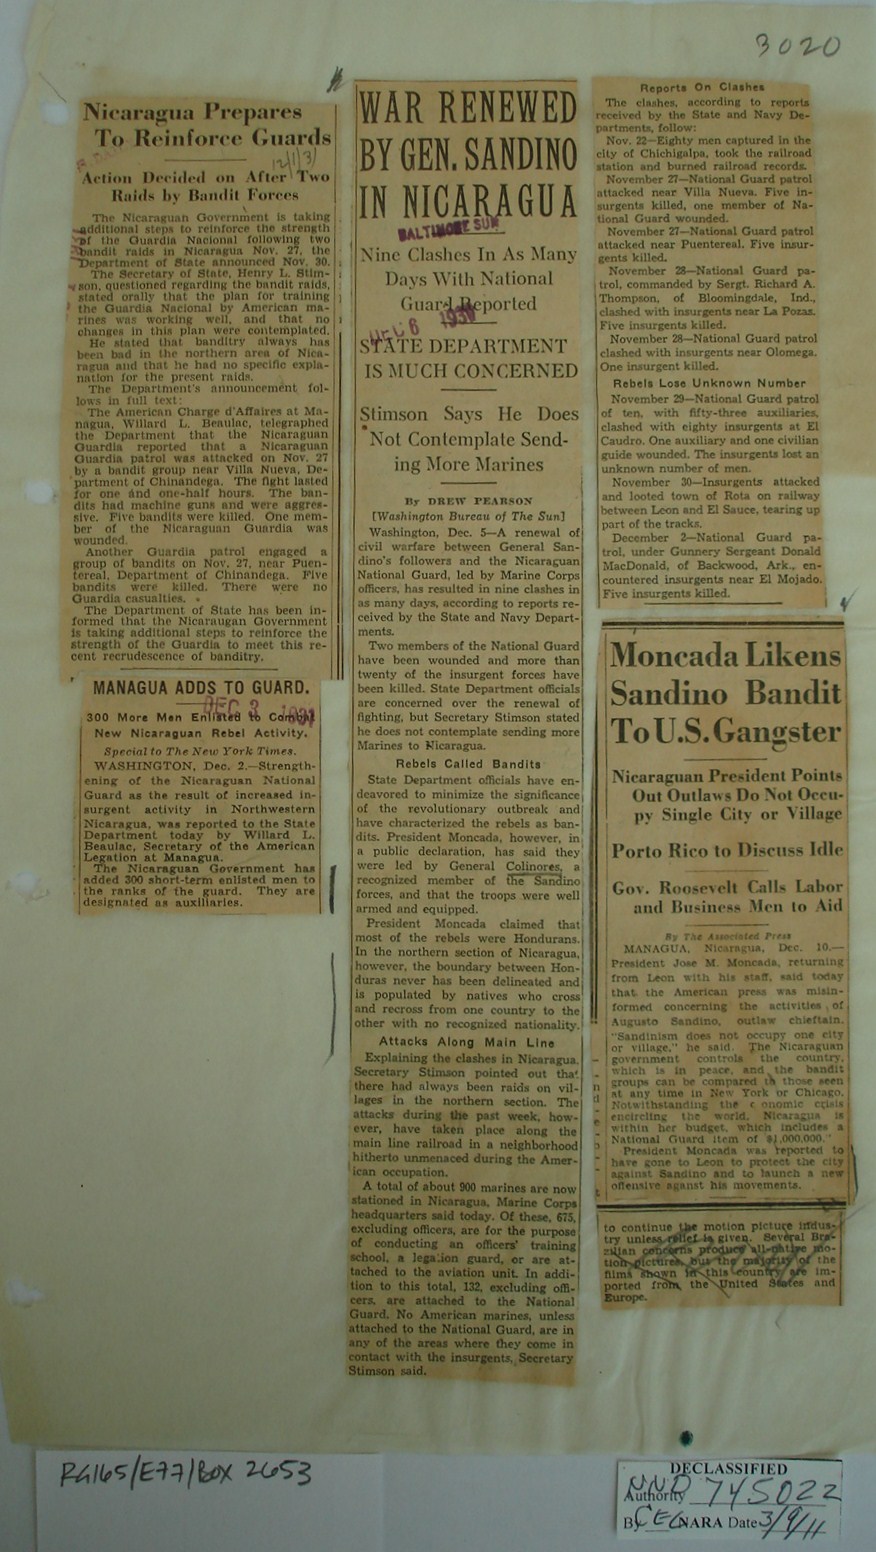 3020
Nicaragua Prepares
To Reinforce Guards
12/1/31
Action Decided on After Two
Raids by Bandit Forces
The Nicaraguan Government is taking
additional steps to reinforce the strength
of the Guardia Nacional following two
bandit raids in Nicaragua Nov. 27, the
Department of State announced Nov. 30.
The Secretary of State, Henry L. Stim-
son, questioned regarding the bandit raids,
stated orally that the plan for training
the Guardia Nacional by American ma-
rines was working well, and that no
changes in this plan were contemplated.
He stated that banditry always has
been bad in the northern area of Nica-
ragua and that he had no specific expla-
nation for the present raids.
The Department's announcement fol-
lows in full text:
The American Charge d'Affaires at Ma-
nagua, Willard L. Beaulac, telegraphed
the Department that the Nicaraguan
Guardia reported that a Nicaraguan
Guardia patrol was attacked on Nov. 27
by a bandit group near Villa Nueva, De-
partment of Chinandega. The fight lasted
for one and one-half hours. The ban-
dits had machine guns and were aggres-
sive. Five bandits were killed. One mem-
ber of the Nicaraguan Guardia was
wounded.
Another Guardia patrol engaged a
group of bandits on Nov. 27, near Puen-
tereal, Department of Chinandega. Five
bandits were killed. There were no
Guardia casualties.
The Department of State has been in-
formed that the Nicaraugan Government
is taking additional steps to reinforce the
strength of the Guardia to meet this re-
cent recrudescence of banditry.
MANAGUA ADDS TO GUARD.
DEC 3 1931
300 More Men Enlisted to Combat
New Nicaraguan Rebel Activity.
Special to The New York Times.
WASHINGTON, Dec. 2.—Strength-
ening of the Nicaraguan National
Guard as the result of increased in-
surgent activity in Northwestern
Nicaragua, was reported to the State
Department today by Willard L.
Beaulac, Secretary of the American
Legation at Managua.
The Nicaraguan Government has
added 300 short-term enlisted men to
the ranks of the guard. They are
designated as auxiliaries.
WAR RENEWED
BY GEN. SANDINO
IN NICARAGUA
BALTIMORE SUN
Nine Clashes In As Many
Days With National
Guard Reported
DEC 6 1931
STATE DEPARTMENT
IS MUCH CONCERNED
Stimson Says He Does
Not Contemplate Send-
ing More Marines
By DREW PEARSON
[Washington Bureau of The Sun]
Washington, Dec. 5—A renewal of
civil warfare between General San-
dino's followers and the Nicaraguan
National Guard, led by Marine Corps
officers, has resulted in nine clashes in
as many days, according to reports re-
ceived by the State and Navy Depart-
ments.
Two members of the National Guard
have been wounded and more than
twenty of the insurgent forces have
been killed. State Department officials
are concerned over the renewal of
fighting, but Secretary Stimson stated
he does not contemplate sending more
Marines to Nicaragua.
Rebels Called Bandits
State Department officials have en-
deavored to minimize the significance
of the revolutionary outbreak and
have characterized the rebels as ban-
dits. President Moncada, however, in
a public declaration, has said they
were led by General Colinores, a
recognized member of the Sandino
forces, and that the troops were well
armed and equipped.
President Moncada claimed that
most of the rebels were Hondurans.
In the northern section of Nicaragua,
however, the boundary between Hon-
duras never has been delineated and
is populated by natives who cross
and recross from one country to the
other with no recognized nationality.
Attacks Along Main Line
Explaining the clashes in Nicaragua,
Secretary Stimson pointed out that
there had always been raids on vil-
lages in the northern section. The
attacks during the past week, how-
ever, have taken place along the
main line railroad in a neighborhood
hitherto unmenaced during the Amer-
ican occupation.
A total of about 900 marines are now
stationed in Nicaragua, Marine Corps
headquarters said today. Of these, 675,
excluding officers, are for the purpose
of conducting an officers' training
school, a legation guard, or are at-
tached to the aviation unit. In addi-
tion to this total, 132, excluding offi-
cers, are attached to the National
Guard. No American marines, unless
attached to the National Guard, are in
any of the areas where they come in
contact with the insurgents, Secretary
Stimson said.
Reports On Clashes
The clashes, according to reports
received by the State and Navy De-
partments, follow:
Nov. 22—Eighty men captured in the
city of Chichigalpa, took the railroad
station and burned railroad records.
November 27—National Guard patrol
attacked near Villa Nueva. Five in-
surgents killed, one member of Na-
tional Guard wounded.
November 27—National Guard patrol
attacked near Puentereal. Five insur-
gents killed.
November 28—National Guard pa-
trol, commanded by Sergt. Richard A.
Thompson, of Bloomingdale, Ind.,
clashed with insurgents near La Pozas.
Five insurgents killed.
November 28—National Guard patrol
clashed with insurgents near Olomega.
One insurgent killed.
Rebels Lose Unknown Number
November 29—National Guard patrol
of ten, with fifty-three auxiliaries,
clashed with eighty insurgents at El
Caudro. One auxiliary and one civilian
guide wounded. The insurgents lost an
unknown number of men.
November 30—Insurgents attacked
and looted town of Rota on railway
between Leon and El Sauce, tearing up
part of the tracks.
December 2—National Guard pa-
trol, under Gunnery Sergeant Donald
MacDonald, of Backwood, Ark., en-
countered insurgents near El Mojado.
Five insurgents killed.
Moncada Likens
Sandino Bandit
To U.S. Gangster
Nicaraguan President Points
Out Outlaws Do Not Occu-
py Single City or Village
Porto Rico to Discuss Idle
Gov. Roosevelt Calls Labor
and Business Men to Aid
By The Associated Press
MANAGUA, Nicaragua, Dec. 10.—
President Jose M. Moncada, returning
from Leon with his staff, said today
that the American press was misin-
formed concerning the activities of
Augusto Sandino, outlaw chieftain.
"Sandinism does not occupy one city
or village," he said. The Nicaraguan
government controls the country,
which is in peace, and the bandit
groups can be compared to those seen
at any time in New York or Chicago.
Notwithstanding the economic crisis
encircling the world, Nicaragua is
within her budget, which includes a
National Guard item of $1,000,000."
President Moncada was reported to
have gone to Leon to protect the city
against Sandino and to launch a new
offensive aganst his movements.
to continue the motion picture indus-
try unless relief is given. Several Bra-
zilian concerns produce all-native mo-
tion pictures, but the majority of the
films shown in this country are im-
ported from the United States and
Europe.
RG165/E77/BOX 2653
DECLASSIFIED
Authority NND 745022
By CEC NARA Date 3/9/11